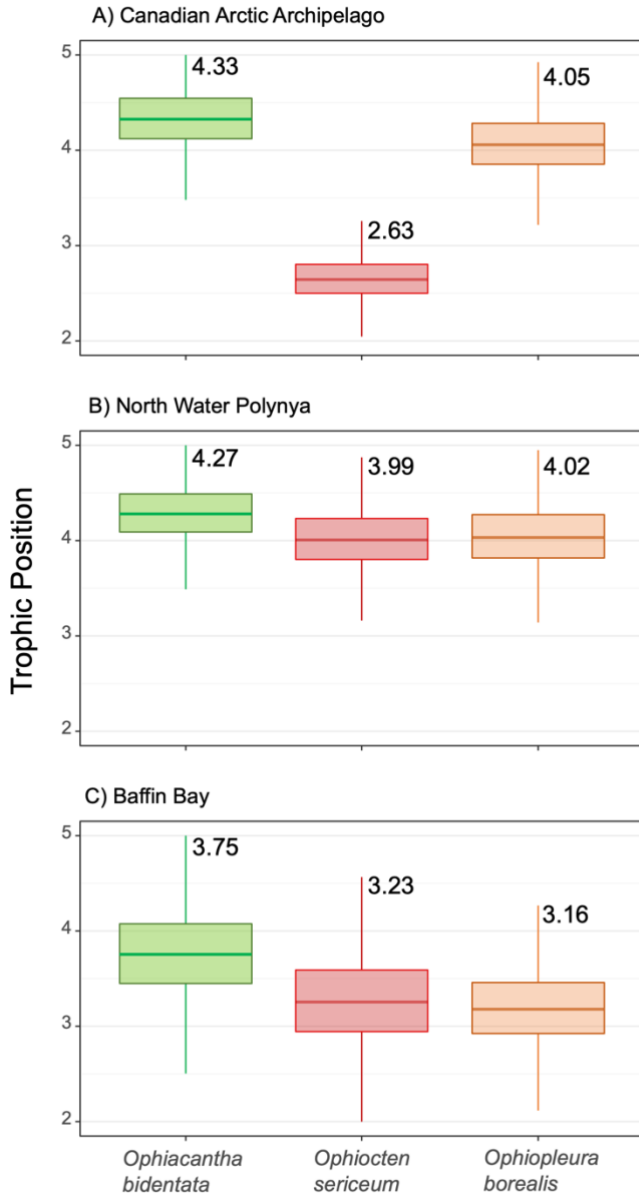 A) Canadian Arctic Archipelago
5
4
3
2
4.33
2.63
4.05
B) North Water Polynya
5
4
3
2
4.27
3.99
4.02
Trophic Position
C) Baffin Bay
5
4
3
2
3.75
3.23
3.16
Ophiacantha
bidentata
Ophiocten
sericeum
Ophiopleura
borealis